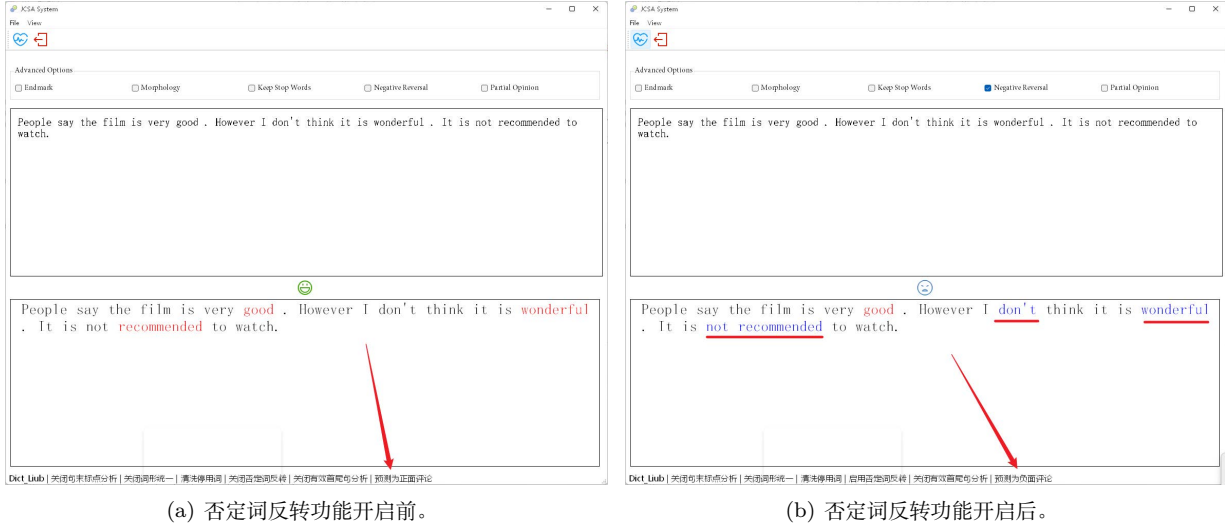 JCSA System
File View
Advanced Options
Endmark Morphology Keep Stop Words Negative Reversal Partial Opinion
People say the film is very good . However I don't think it is wonderful . It is not recommended to
watch.
People say the film is very good . However I don't think it is wonderful
. It is not recommended to watch.
Dict_Liub | 关闭句末标点分析 | 关闭词形统一 | 清洗停用词 | 关闭否定词反转 | 关闭有效首尾句分析 | 预测为正面评论
(a) 否定词反转功能开启前。
JCSA System
File View
Advanced Options
Endmark Morphology Keep Stop Words Negative Reversal Partial Opinion
People say the film is very good . However I don't think it is wonderful . It is not recommended to
watch.
People say the film is very good . However I don't think it is wonderful
. It is not recommended to watch.
Dict_Liub | 关闭句末标点分析 | 关闭词形统一 | 清洗停用词 | 启用否定词反转 | 关闭有效首尾句分析 | 预测为负面评论
(b) 否定词反转功能开启后。